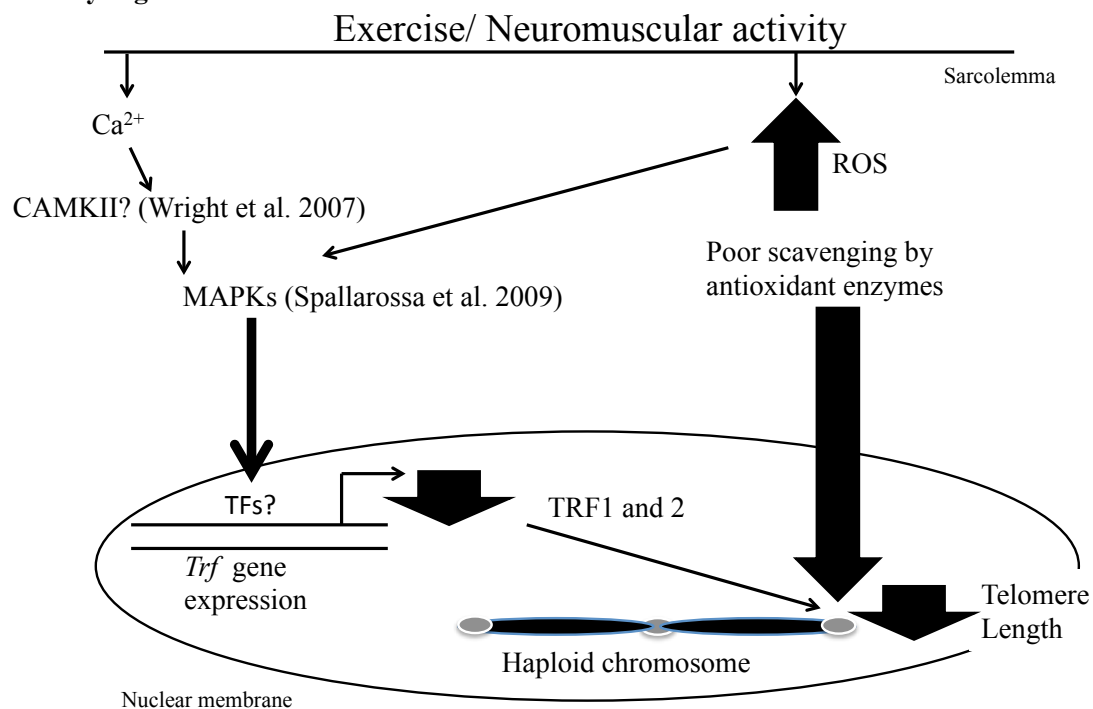 Exercise/ Neuromuscular activity
Sarcolemma
Ca²⁺
ROS
CAMKII? (Wright et al. 2007)
Poor scavenging by
antioxidant enzymes
MAPKs (Spallarossa et al. 2009)
TFs?
TRF1 and 2
Trf gene
expression
Telomere
Length
Haploid chromosome
Nuclear membrane